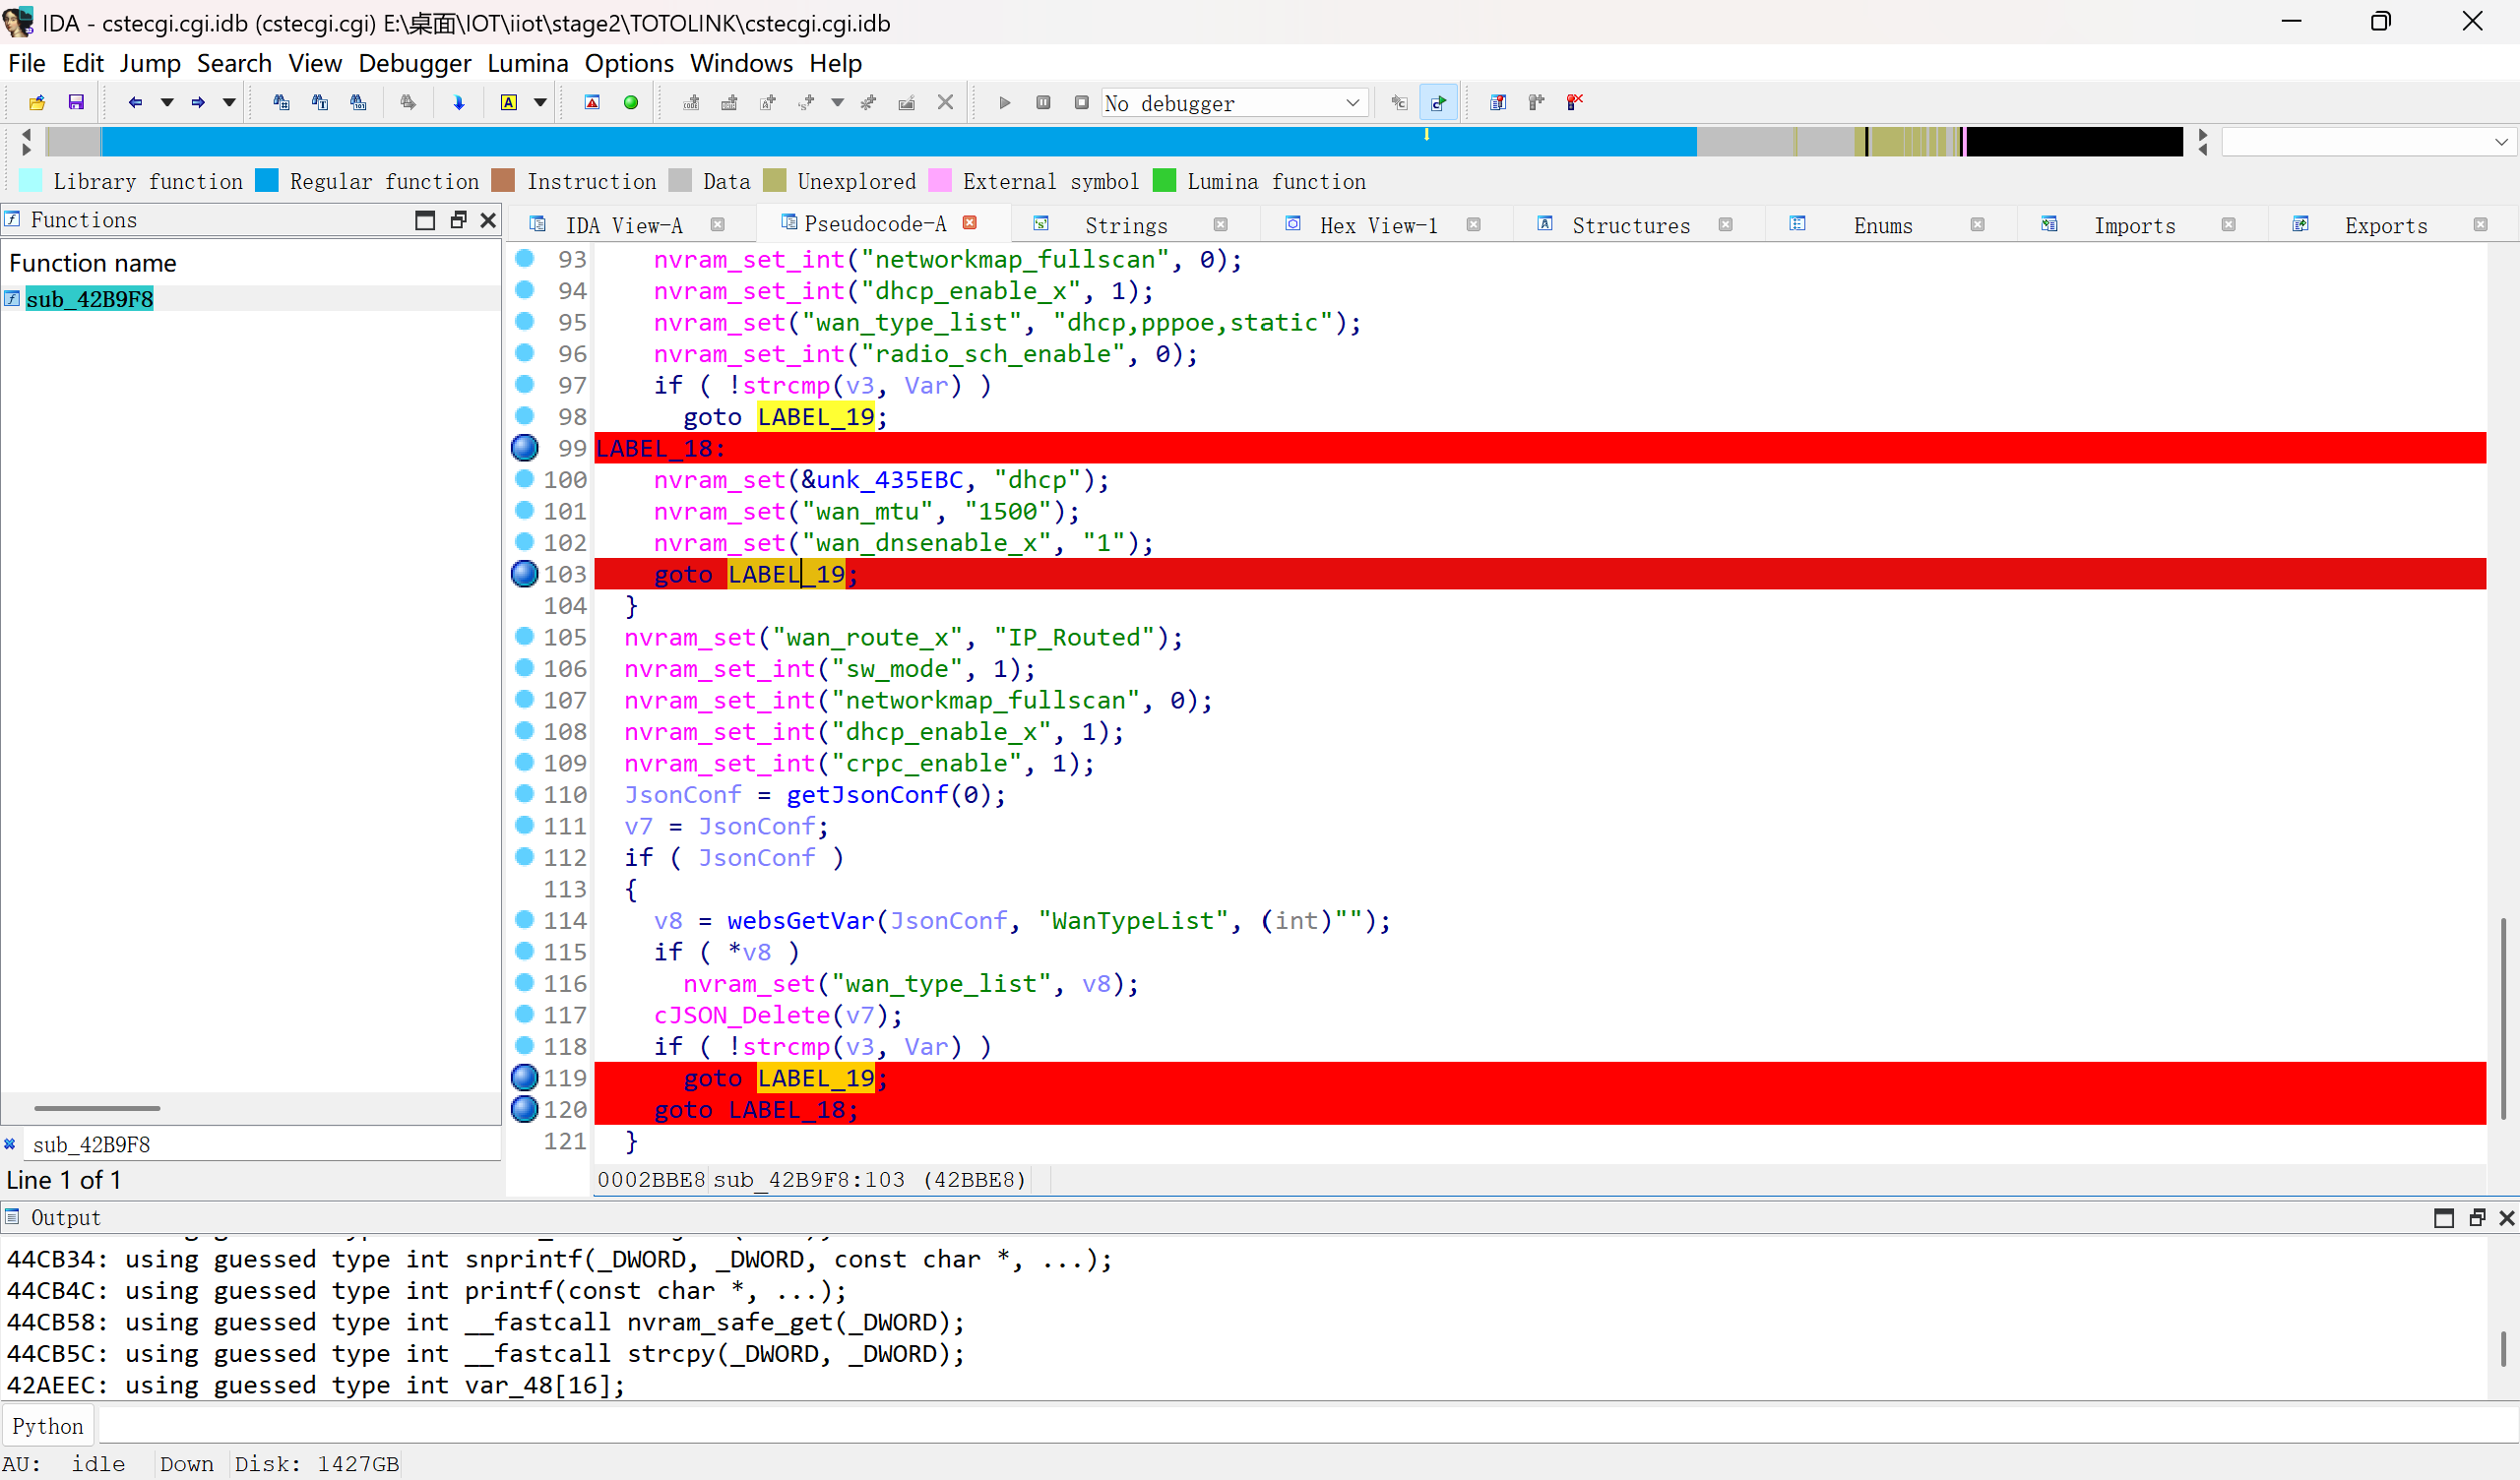 IDA - cstecgi.cgi.idb (cstecgi.cgi) E:\桌面\IOT\iiot\stage2\TOTOLINK\cstecgi.cgi.idb
File Edit Jump Search View Debugger Lumina Options Windows Help
No debugger
Library function Regular function Instruction Data Unexplored External symbol Lumina function
Functions
Function name
sub_42B9F8
sub_42B9F8
Line 1 of 1
IDA View-A Pseudocode-A Strings Hex View-1 Structures Enums Imports Exports
93 nvram_set_int("networkmap_fullscan", 0);
94 nvram_set_int("dhcp_enable_x", 1);
95 nvram_set("wan_type_list", "dhcp,pppoe,static");
96 nvram_set_int("radio_sch_enable", 0);
97 if ( !strcmp(v3, Var) )
98 goto LABEL_19;
99 LABEL_18:
100 nvram_set(&unk_435EBC, "dhcp");
101 nvram_set("wan_mtu", "1500");
102 nvram_set("wan_dnsenable_x", "1");
103 goto LABEL_19;
104 }
105 nvram_set("wan_route_x", "IP_Routed");
106 nvram_set_int("sw_mode", 1);
107 nvram_set_int("networkmap_fullscan", 0);
108 nvram_set_int("dhcp_enable_x", 1);
109 nvram_set_int("crpc_enable", 1);
110 JsonConf = getJsonConf(0);
111 v7 = JsonConf;
112 if ( JsonConf )
113 {
114 v8 = websGetVar(JsonConf, "WanTypeList", (int)"");
115 if ( *v8 )
116 nvram_set("wan_type_list", v8);
117 cJSON_Delete(v7);
118 if ( !strcmp(v3, Var) )
119 goto LABEL_19;
120 goto LABEL_18;
121 }
0002BBE8 sub_42B9F8:103 (42BBE8)
Output
44CB34: using guessed type int snprintf(_DWORD, _DWORD, const char *, ...);
44CB4C: using guessed type int printf(const char *, ...);
44CB58: using guessed type int __fastcall nvram_safe_get(_DWORD);
44CB5C: using guessed type int __fastcall strcpy(_DWORD, _DWORD);
42AEEC: using guessed type int var_48[16];
Python
AU: idle Down Disk: 1427GB